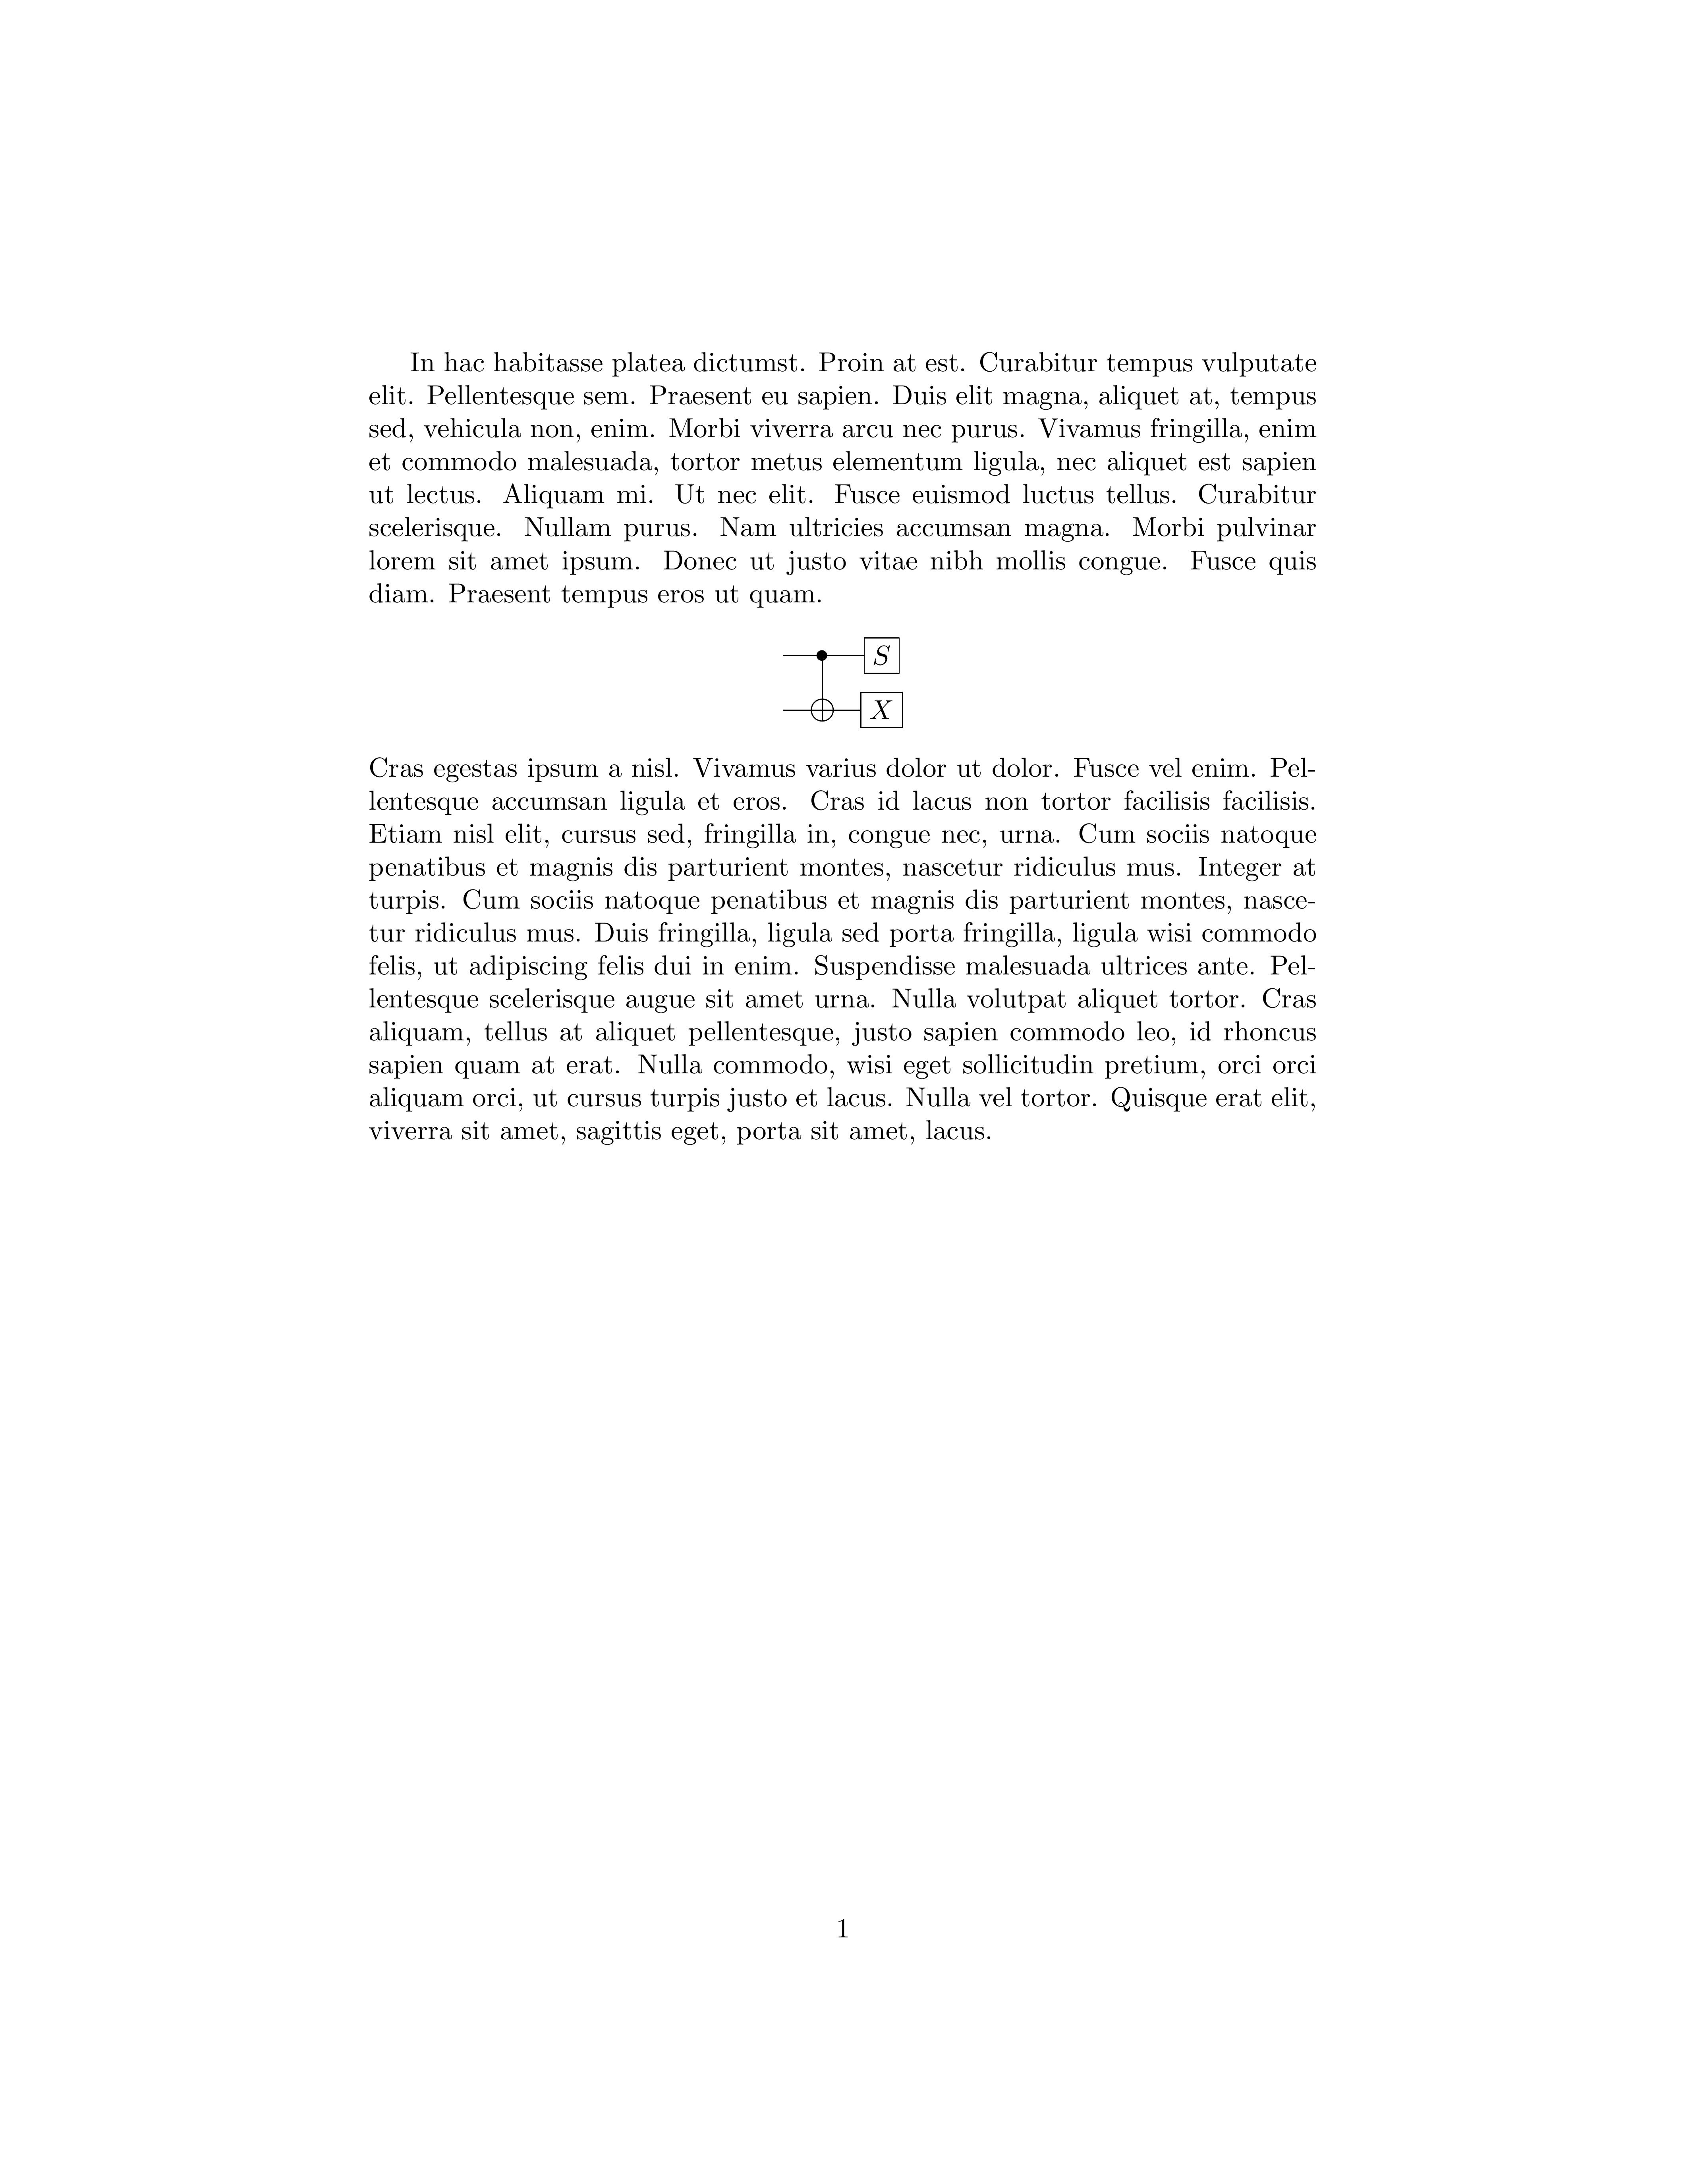 In hac habitasse platea dictumst. Proin at est. Curabitur tempus vulputate
elit. Pellentesque sem. Praesent eu sapien. Duis elit magna, aliquet at, tempus
sed, vehicula non, enim. Morbi viverra arcu nec purus. Vivamus fringilla, enim
et commodo malesuada, tortor metus elementum ligula, nec aliquet est sapien
ut lectus. Aliquam mi. Ut nec elit. Fusce euismod luctus tellus. Curabitur
scelerisque. Nullam purus. Nam ultricies accumsan magna. Morbi pulvinar
lorem sit amet ipsum. Donec ut justo vitae nibh mollis congue. Fusce quis
diam. Praesent tempus eros ut quam.
S
X
Cras egestas ipsum a nisl. Vivamus varius dolor ut dolor. Fusce vel enim. Pel-
lentesque accumsan ligula et eros. Cras id lacus non tortor facilisis facilisis.
Etiam nisl elit, cursus sed, fringilla in, congue nec, urna. Cum sociis natoque
penatibus et magnis dis parturient montes, nascetur ridiculus mus. Integer at
turpis. Cum sociis natoque penatibus et magnis dis parturient montes, nasce-
tur ridiculus mus. Duis fringilla, ligula sed porta fringilla, ligula wisi commodo
felis, ut adipiscing felis dui in enim. Suspendisse malesuada ultrices ante. Pel-
lentesque scelerisque augue sit amet urna. Nulla volutpat aliquet tortor. Cras
aliquam, tellus at aliquet pellentesque, justo sapien commodo leo, id rhoncus
sapien quam at erat. Nulla commodo, wisi eget sollicitudin pretium, orci orci
aliquam orci, ut cursus turpis justo et lacus. Nulla vel tortor. Quisque erat elit,
viverra sit amet, sagittis eget, porta sit amet, lacus.
1